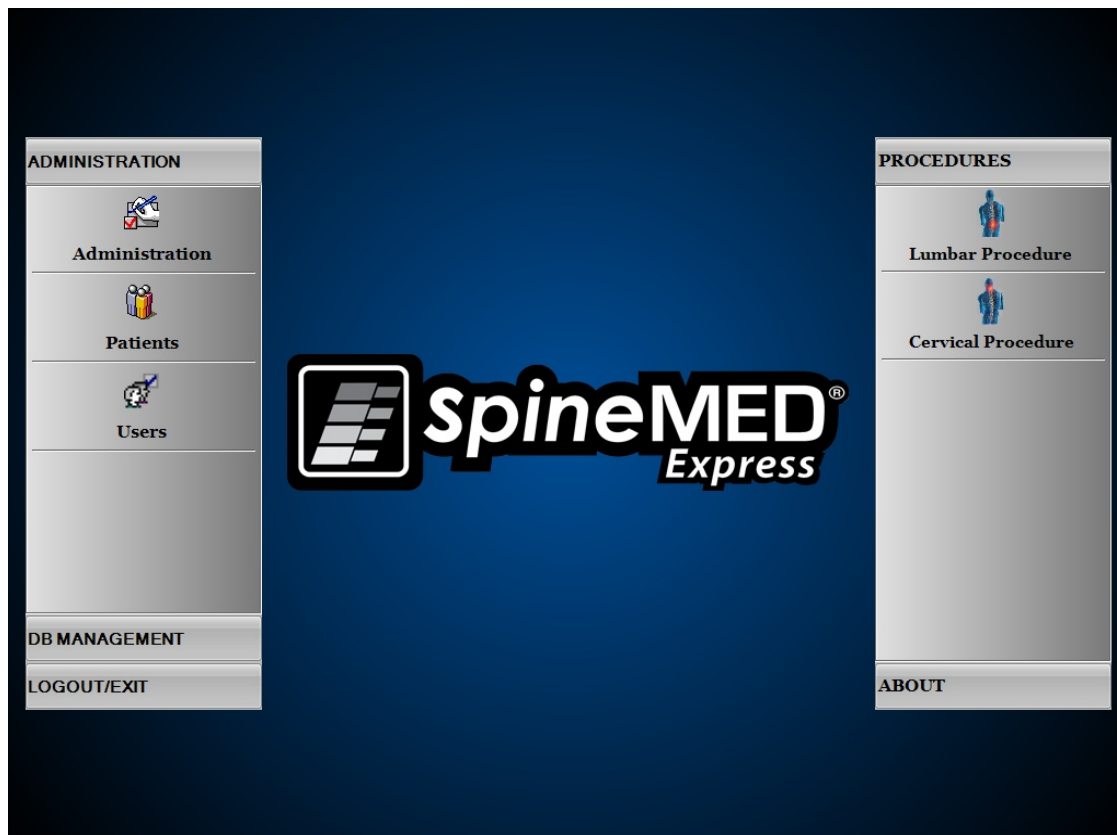 ADMINISTRATION
Administration
Patients
Users
DB MANAGEMENT
LOGOUT/EXIT
SpineMED®
Express
PROCEDURES
Lumbar Procedure
Cervical Procedure
ABOUT